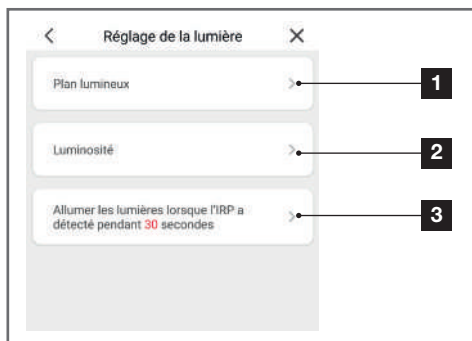 Réglage de la lumière
Plan lumineux
1
Luminosité
2
Allumer les lumières lorsque l'IRP a
détecté pendant 30 secondes
3